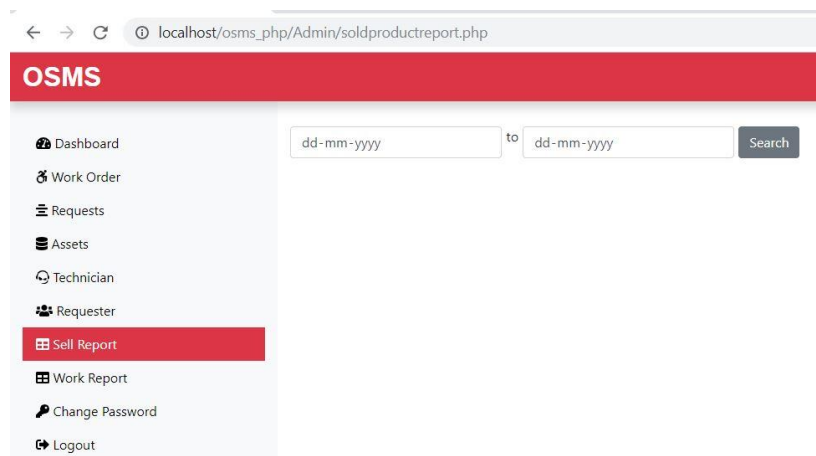 localhost/osms_php/Admin/soldproductreport.php
OSMS
Dashboard
dd-mm-yyyy to dd-mm-yyyy Search
Work Order
Requests
Assets
Technician
Requester
Sell Report
Work Report
Change Password
Logout